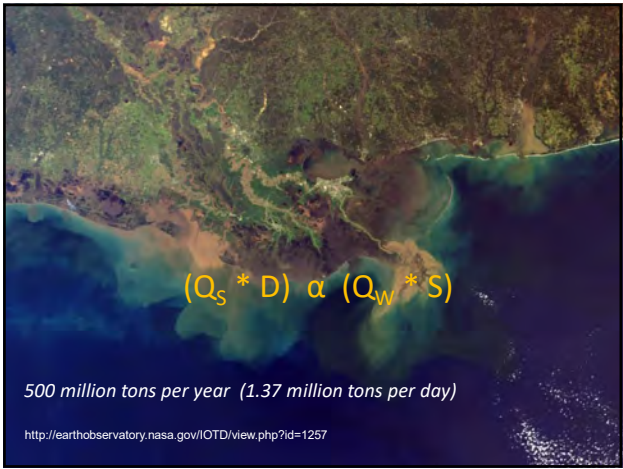 (Qs * D) α (Qw * S)
500 million tons per year (1.37 million tons per day)
http://earthobservatory.nasa.gov/IOTD/view.php?id=1257